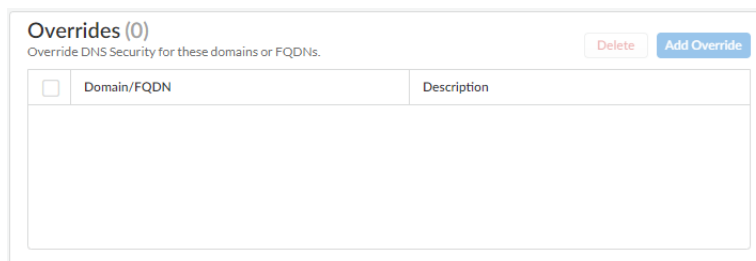 Overrides (0)
Override DNS Security for these domains or FQDNs.
Delete
Add Override
Domain/FQDN
Description